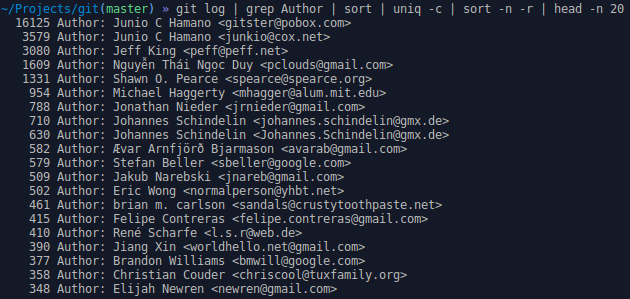 ~/Projects/git(master) » git log | grep Author | sort | uniq -c | sort -n -r | head -n 20
16125 Author: Junio C Hamano <gitster@pobox.com>
3579 Author: Junio C Hamano <junkio@cox.net>
3080 Author: Jeff King <peff@peff.net>
1609 Author: Nguyễn Thái Ngọc Duy <pclouds@gmail.com>
1331 Author: Shawn O. Pearce <spearce@spearce.org>
954 Author: Michael Haggerty <mhagger@alum.mit.edu>
788 Author: Jonathan Nieder <jrnieder@gmail.com>
710 Author: Johannes Schindelin <johannes.schindelin@gmx.de>
630 Author: Johannes Schindelin <Johannes.Schindelin@gmx.de>
582 Author: Ævar Arnfjörð Bjarmason <avarab@gmail.com>
579 Author: Stefan Beller <sbeller@google.com>
509 Author: Jakub Narebski <jnareb@gmail.com>
502 Author: Eric Wong <normalperson@yhbt.net>
461 Author: brian m. carlson <sandals@crustytoothpaste.net>
415 Author: Felipe Contreras <felipe.contreras@gmail.com>
410 Author: René Scharfe <l.s.r@web.de>
390 Author: Jiang Xin <worldhello.net@gmail.com>
377 Author: Brandon Williams <bmwill@google.com>
358 Author: Christian Couder <chriscool@tuxfamily.org>
348 Author: Elijah Newren <newren@gmail.com>